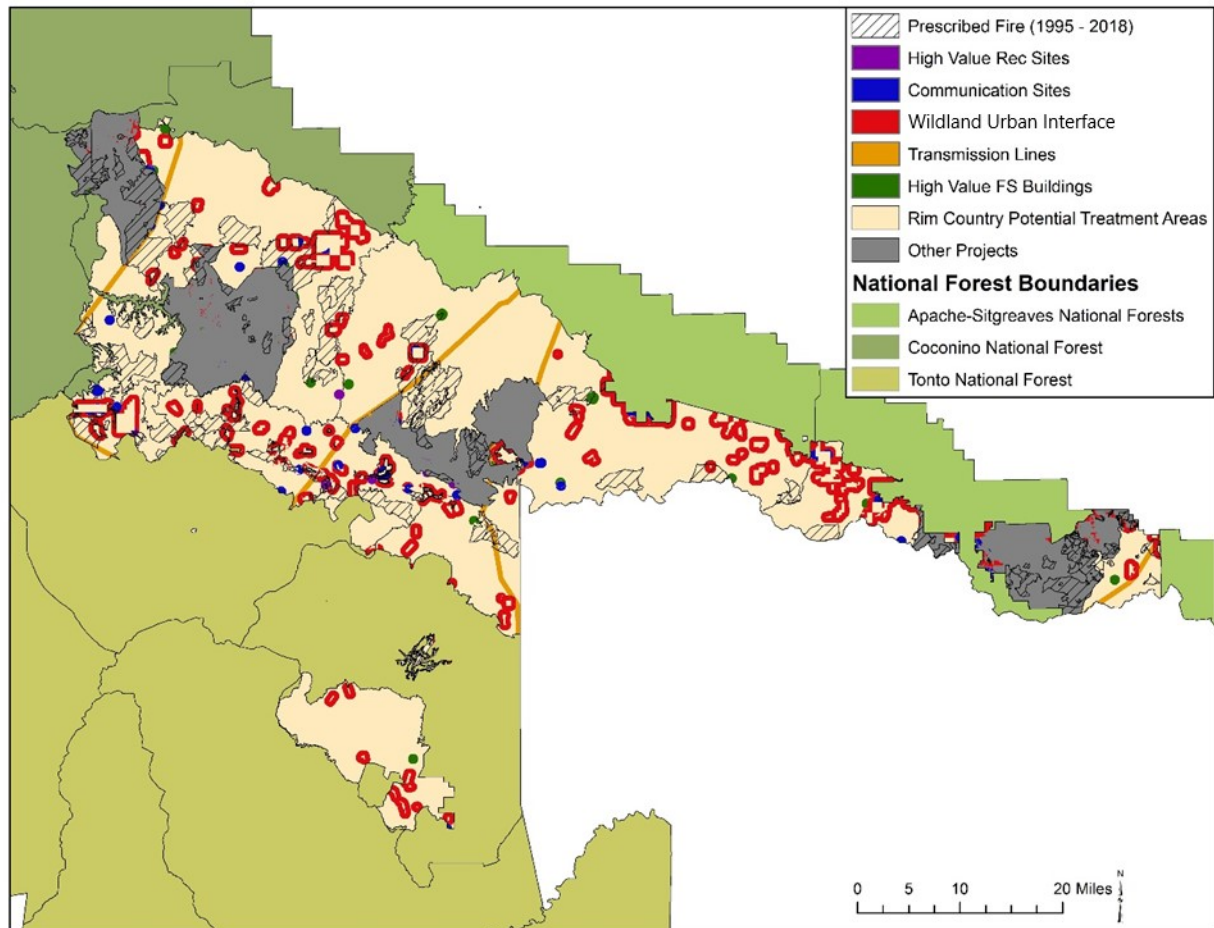 Prescribed Fire (1995 - 2018)
High Value Rec Sites
Communication Sites
Wildland Urban Interface
Transmission Lines
High Value FS Buildings
Rim Country Potential Treatment Areas
Other Projects
National Forest Boundaries
Apache-Sitgreaves National Forests
Coconino National Forest
Tonto National Forest
0 5 10 20 Miles
N